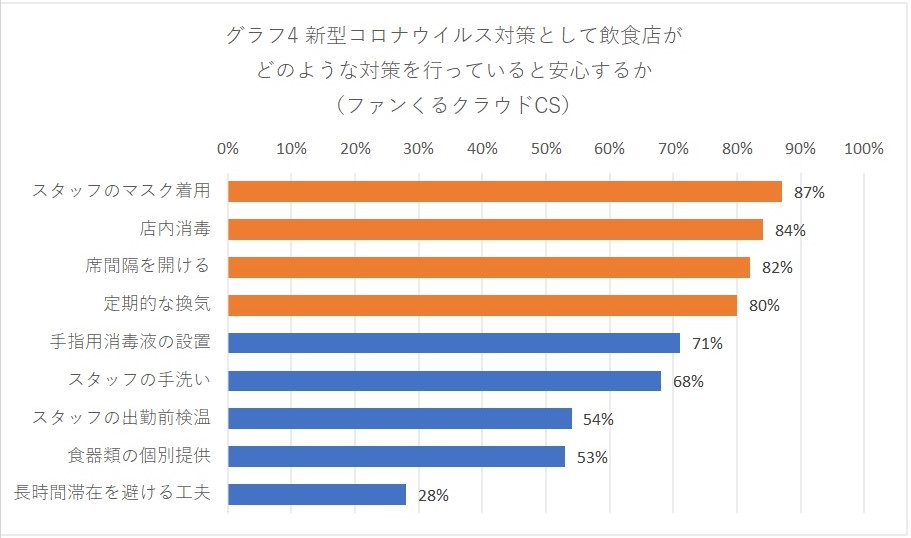 グラフ4 新型コロナウイルス対策として飲食店が
どのような対策を行っていると安心するか
（ファンくるクラウドCS）
0% 10% 20% 30% 40% 50% 60% 70% 80% 90% 100%
スタッフのマスク着用 87%
店内消毒 84%
席間隔を開ける 82%
定期的な換気 80%
手指用消毒液の設置 71%
スタッフの手洗い 68%
スタッフの出勤前検温 54%
食器類の個別提供 53%
長時間滞在を避ける工夫 28%